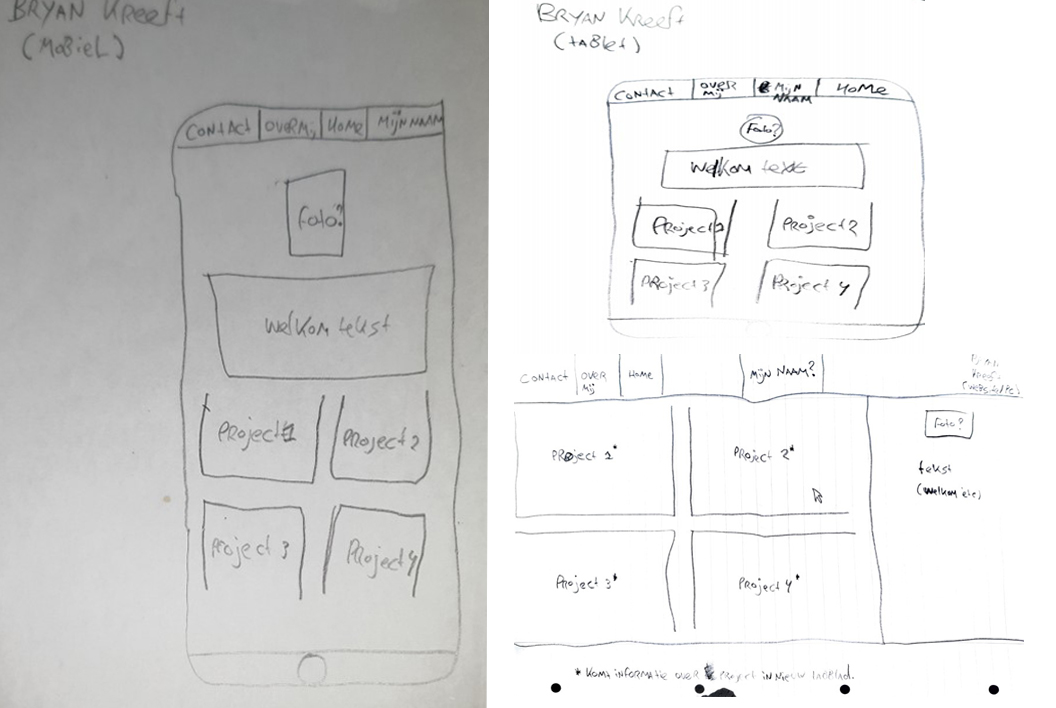 BRYAN Kreeft
(MoBieL)
CONTACT
OVER Mij
HOME
MijN NAAM
Foto?
Welkom tekst
PRoject 1
PRoject 2
PRoject 3
PRoject 4
BRYAN Kreeft
(tablet)
CONTACT
OVER Mij
MijN NAAM
HOME
Foto?
Welkom text
PRoject 1
PRoject 2
PRoject 3
PRoject 4
CONTACT
OVER Mij
HOME
MijN NAAM?
PRoject 1*
PRoject 2*
PRoject 3*
PRoject 4*
Foto?
tekst
(welkom etc)
* Komt iNFORMATIE OVER PRoject IN NIEUW TABBLAD.